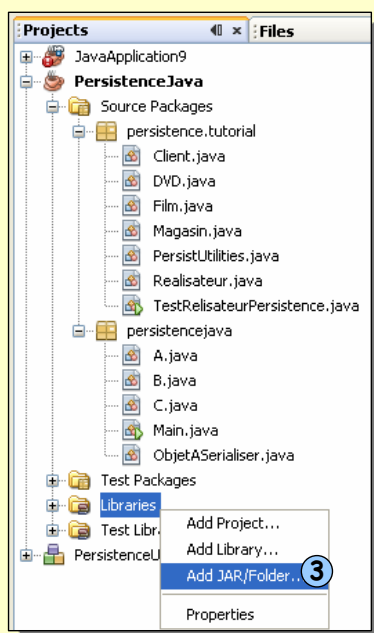 Projects Files
JavaApplication9
PersistenceJava
Source Packages
persistence.tutorial
Client.java
DVD.java
Film.java
Magasin.java
PersistUtilities.java
Realisateur.java
TestRelisateurPersistence.java
persistencejava
A.java
B.java
C.java
Main.java
ObjetASerialiser.java
Test Packages
Libraries
Test Libr
PersistenceU
Add Project...
Add Library...
Add JAR/Folder... 3
Properties